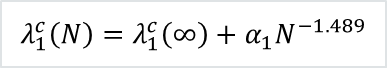 λ₁ᶜ(N) = λ₁ᶜ(∞) + α₁N⁻¹·⁴⁸⁹